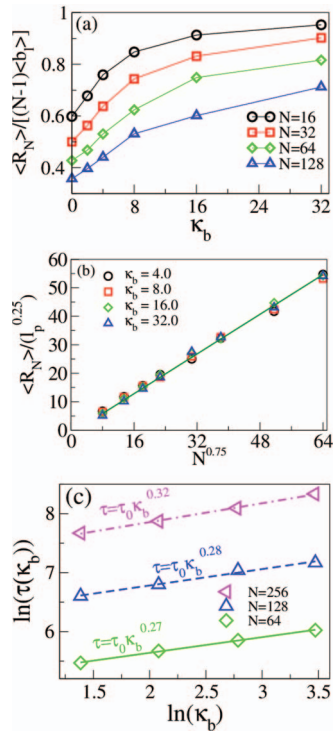 (a)
<R_N>/[(N-1)<b_l>]
1
0.8
0.6
0.4
N=16
N=32
N=64
N=128
0 8 16 24 32
κ_b
(b)
<R_N>/(l_p^0.25)
60
50
40
30
20
10
0
κ_b = 4.0
κ_b = 8.0
κ_b = 16.0
κ_b = 32.0
0 16 32 48 64
N^0.75
(c)
ln(τ(κ_b))
8
7
6
τ=τ_0κ_b^0.32
τ=τ_0κ_b^0.28
τ=τ_0κ_b^0.27
N=256
N=128
N=64
1.5 2 2.5 3 3.5
ln(κ_b)